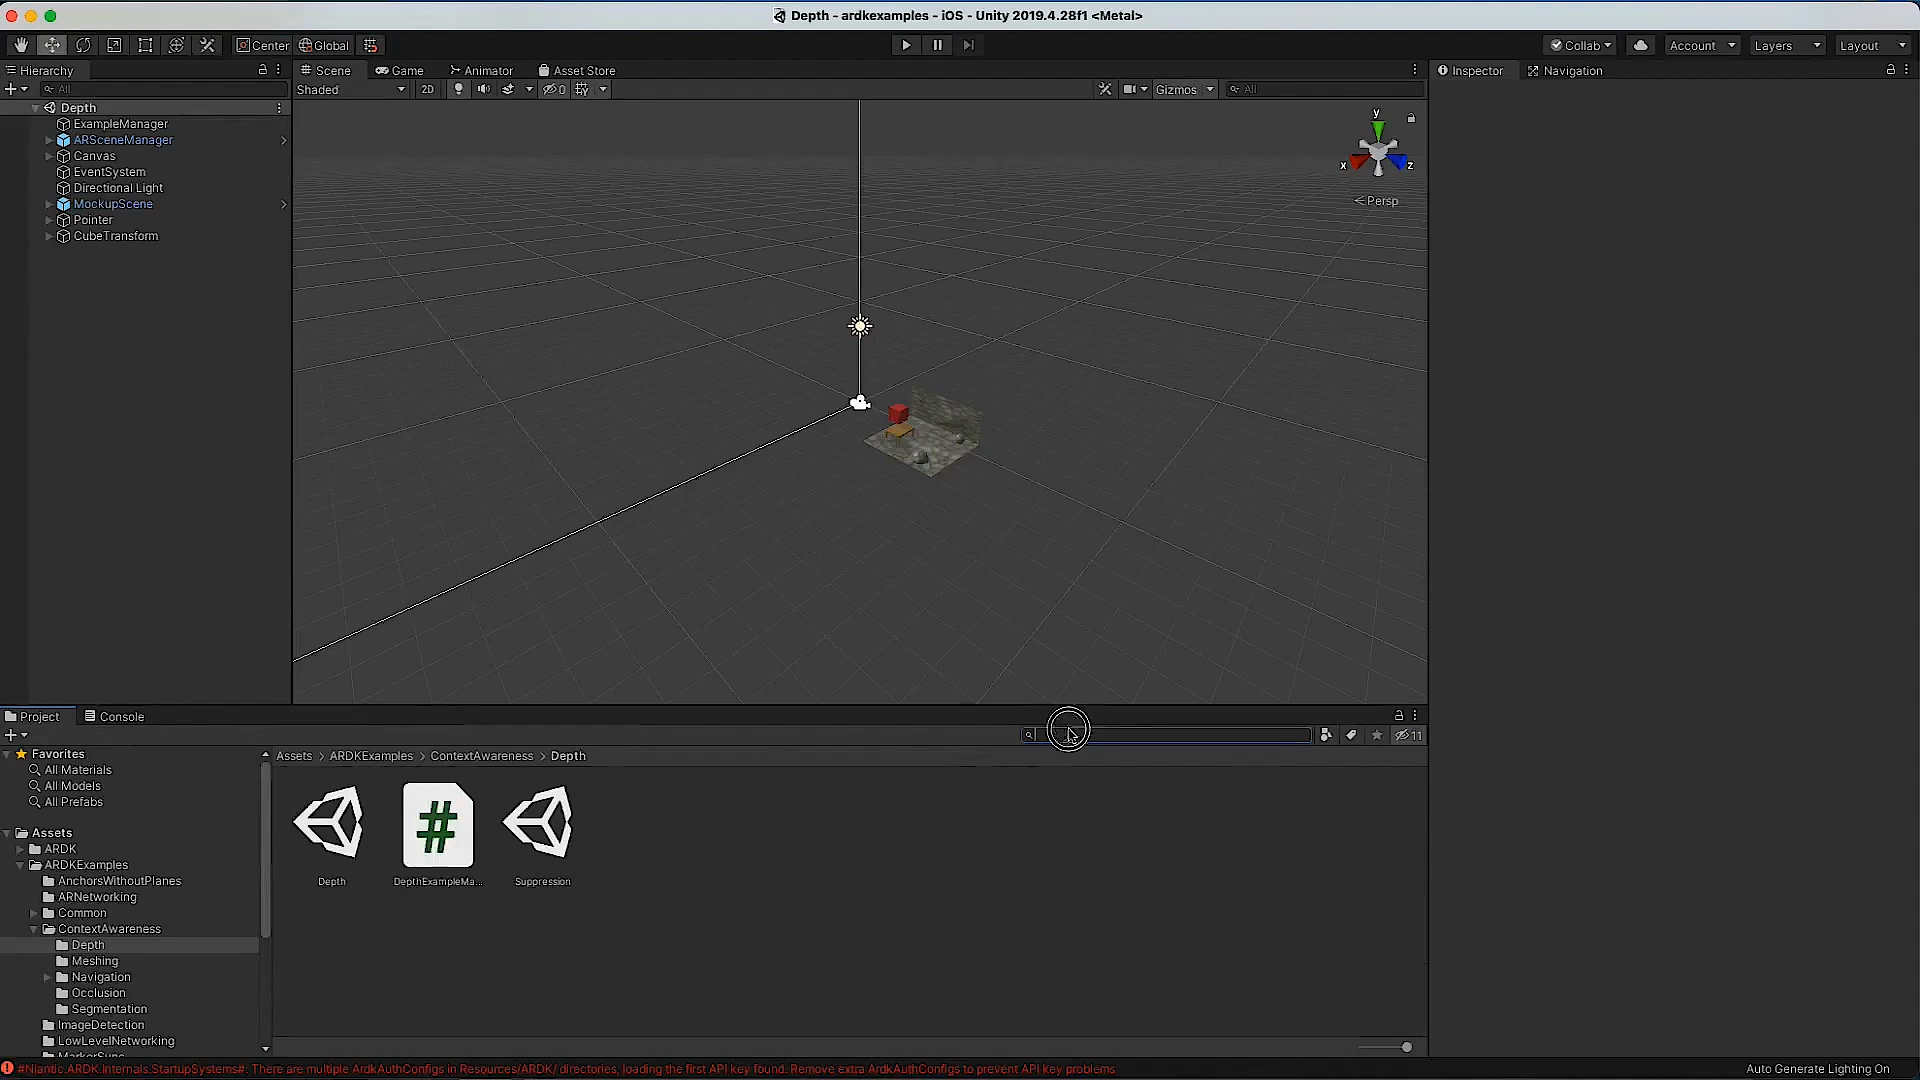 Depth - ardkexamples - iOS - Unity 2019.4.28f1 <Metal>
Center Global Collab Account Layers Layout
Hierarchy
All
Depth
ExampleManager
ARSceneManager
Canvas
EventSystem
Directional Light
MockupScene
Pointer
CubeTransform
Scene Game Animator Asset Store
Shaded 2D 0 Gizmos All
y
x z
Persp
Inspector Navigation
Project Console
11
Favorites
All Materials
All Models
All Prefabs
Assets
ARDK
ARDKExamples
AnchorsWithoutPlanes
ARNetworking
Common
ContextAwareness
Depth
Meshing
Navigation
Occlusion
Segmentation
ImageDetection
LowLevelNetworking
Assets > ARDKExamples > ContextAwareness > Depth
Depth DepthExampleMa... Suppression
#Niantic.ARDK.Internals.StartupSystems#: There are multiple ArdkAuthConfigs in Resources/ARDK/ directories, loading the first API key found. Remove extra ArdkAuthConfigs to prevent API key problems
Auto Generate Lighting On